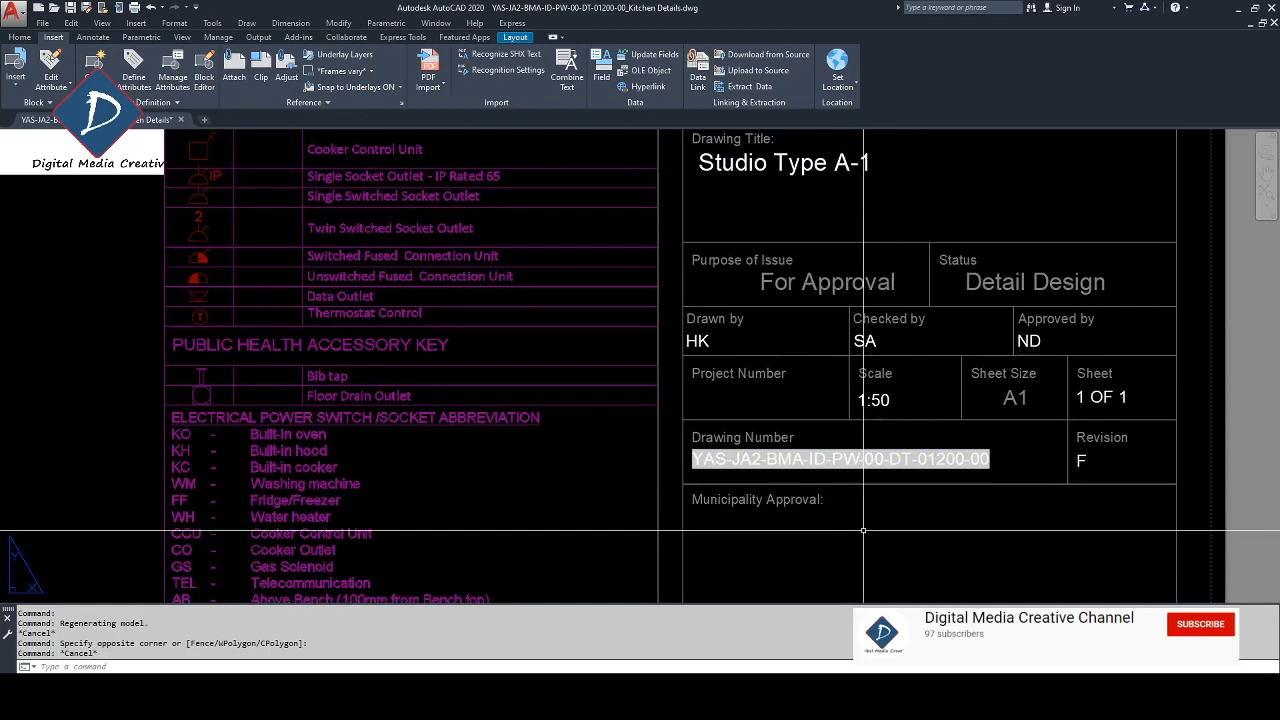 Autodesk AutoCAD 2020 YAS-JA2-BMA-ID-PW-00-DT-01200-00_Kitchen Details.dwg
Type a keyword or phrase
Sign In
File Edit View Insert Format Tools Draw Dimension Modify Parametric Window Help Express
Home Insert Annotate Parametric View Manage Output Add-ins Collaborate Express Tools Featured Apps Layout
Insert
Edit
Attribute
Define
Attributes
Manage
Attributes
Block
Editor
Attach
Clip
Adjust
Underlay Layers
*Frames vary*
Snap to Underlays ON
PDF
Import
Recognize SHX Text
Recognition Settings
Combine
Text
Field
Update Fields
OLE Object
Hyperlink
Data
Link
Download from Source
Upload to Source
Extract Data
Set
Location
Block Definition Reference Import Data Linking & Extraction Location
D
Digital Media Creativ
Cooker Control Unit
IP Single Socket Outlet - IP Rated 65
Single Switched Socket Outlet
2 Twin Switched Socket Outlet
Switched Fused Connection Unit
Unswitched Fused Connection Unit
Data Outlet
T Thermostat Control
PUBLIC HEALTH ACCESSORY KEY
Bib tap
Floor Drain Outlet
ELECTRICAL POWER SWITCH /SOCKET ABBREVIATION
KO - Built-in oven
KH - Built-in hood
KC - Built-in cooker
WM - Washing machine
FF - Fridge/Freezer
WH - Water heater
CCU - Cooker Control Unit
CO - Cooker Outlet
GS - Gas Solenoid
TEL - Telecommunication
AB - Above Bench (100mm from Bench top)
Drawing Title:
Studio Type A-1
Purpose of Issue Status
For Approval Detail Design
Drawn by Checked by Approved by
HK SA ND
Project Number Scale Sheet Size Sheet
1:50 A1 1 OF 1
Drawing Number Revision
YAS-JA2-BMA-ID-PW-00-DT-01200-00 F
Municipality Approval:
Y
X
Command:
Command: Regenerating model.
*Cancel*
Command: Specify opposite corner or [Fence/WPolygon/CPolygon]:
Command: *Cancel*
Type a command
Digital Media Creative Channel
97 subscribers
SUBSCRIBE